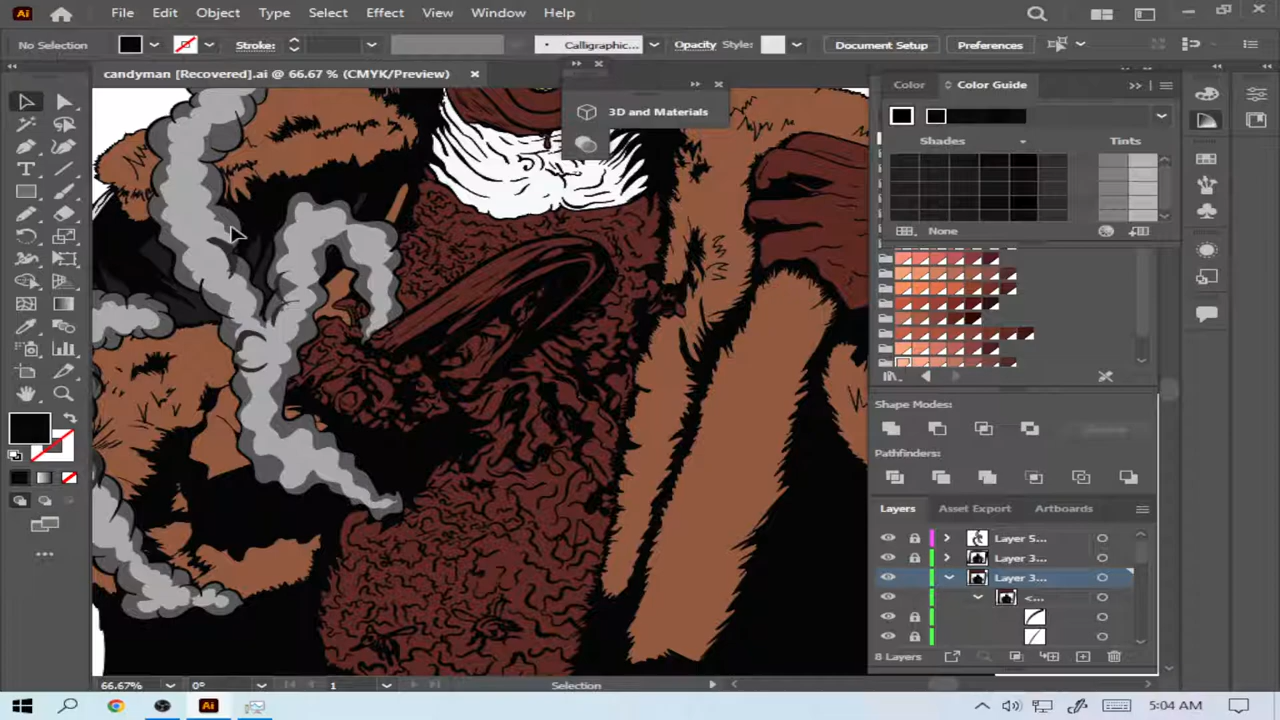 Ai File Edit Object Type Select Effect View Window Help
No Selection Stroke: Calligraphic... Opacity Style: Document Setup Preferences
candyman [Recovered].ai @ 66.67 % (CMYK/Preview)
3D and Materials
Color Color Guide
Shades Tints
None
Shape Modes:
Pathfinders:
Layers Asset Export Artboards
Layer 5...
Layer 3...
Layer 3...
<...
8 Layers
66.67% 0° 1 Selection
Ai 5:04 AM